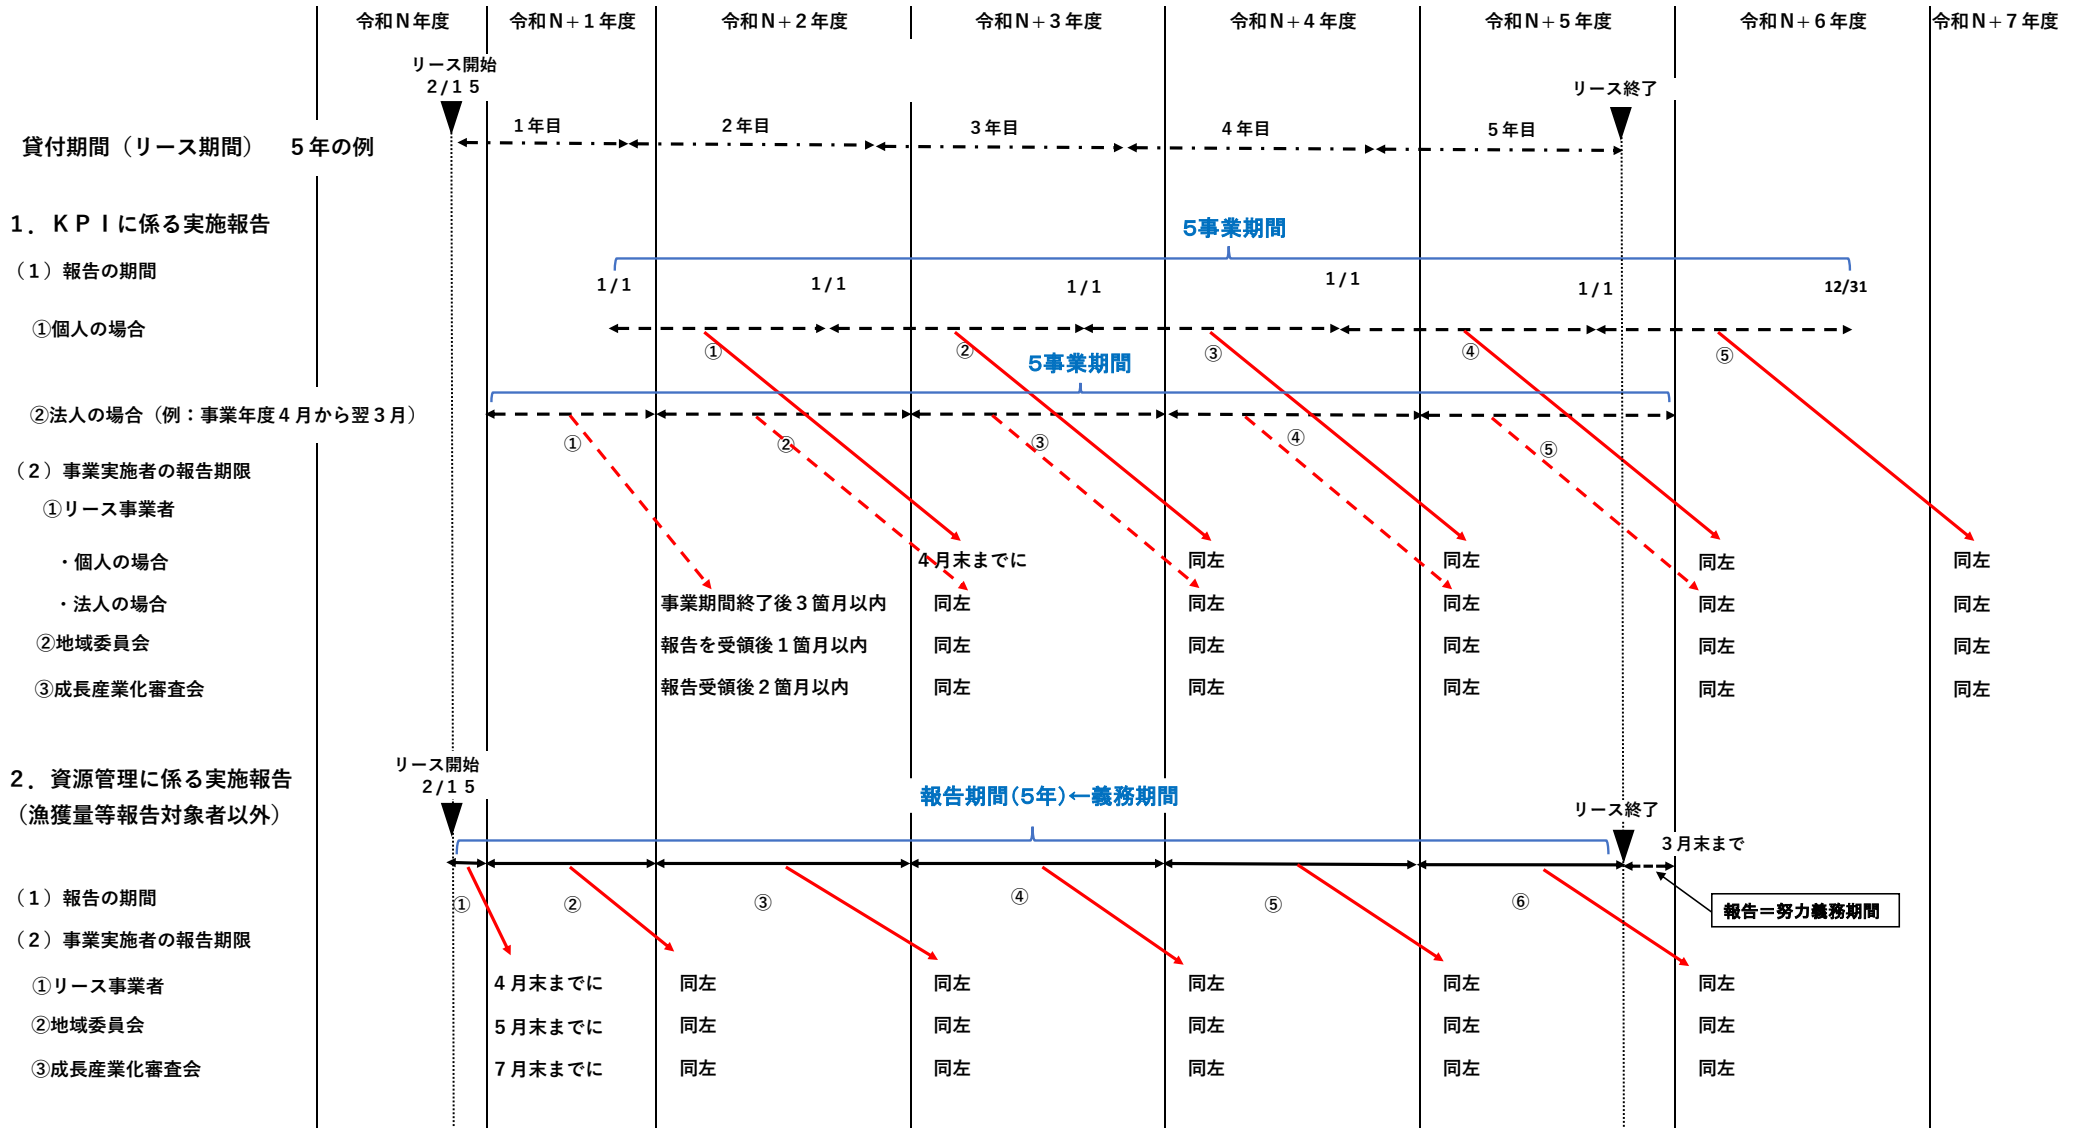 令和N年度　令和N＋１年度　令和N＋２年度　令和N＋３年度　令和N＋４年度　令和N＋５年度　令和N＋６年度　令和N＋７年度
リース開始
２/１５
リース終了
１年目　２年目　３年目　４年目　５年目
貸付期間（リース期間）　５年の例
１．ＫＰＩに係る実施報告
5事業期間
（１）報告の期間
１/１　１/１　１/１　１/１　１/１　12/31
①個人の場合
①　②　③　④　⑤
5事業期間
②法人の場合（例：事業年度４月から翌３月）
①　②　③　④　⑤
（２）事業実施者の報告期限
①リース事業者
・個人の場合　４月末までに　同左　同左　同左　同左
・法人の場合　事業期間終了後３箇月以内　同左　同左　同左　同左　同左
②地域委員会　報告を受領後１箇月以内　同左　同左　同左　同左　同左
③成長産業化審査会　報告受領後２箇月以内　同左　同左　同左　同左　同左
リース開始
２/１５
２．資源管理に係る実施報告
（漁獲量等報告対象者以外）
報告期間（5年）←義務期間
リース終了
３月末まで
（１）報告の期間
①　②　③　④　⑤　⑥
報告＝努力義務期間
（２）事業実施者の報告期限
①リース事業者　４月末までに　同左　同左　同左　同左　同左
②地域委員会　５月末までに　同左　同左　同左　同左　同左
③成長産業化審査会　７月末までに　同左　同左　同左　同左　同左